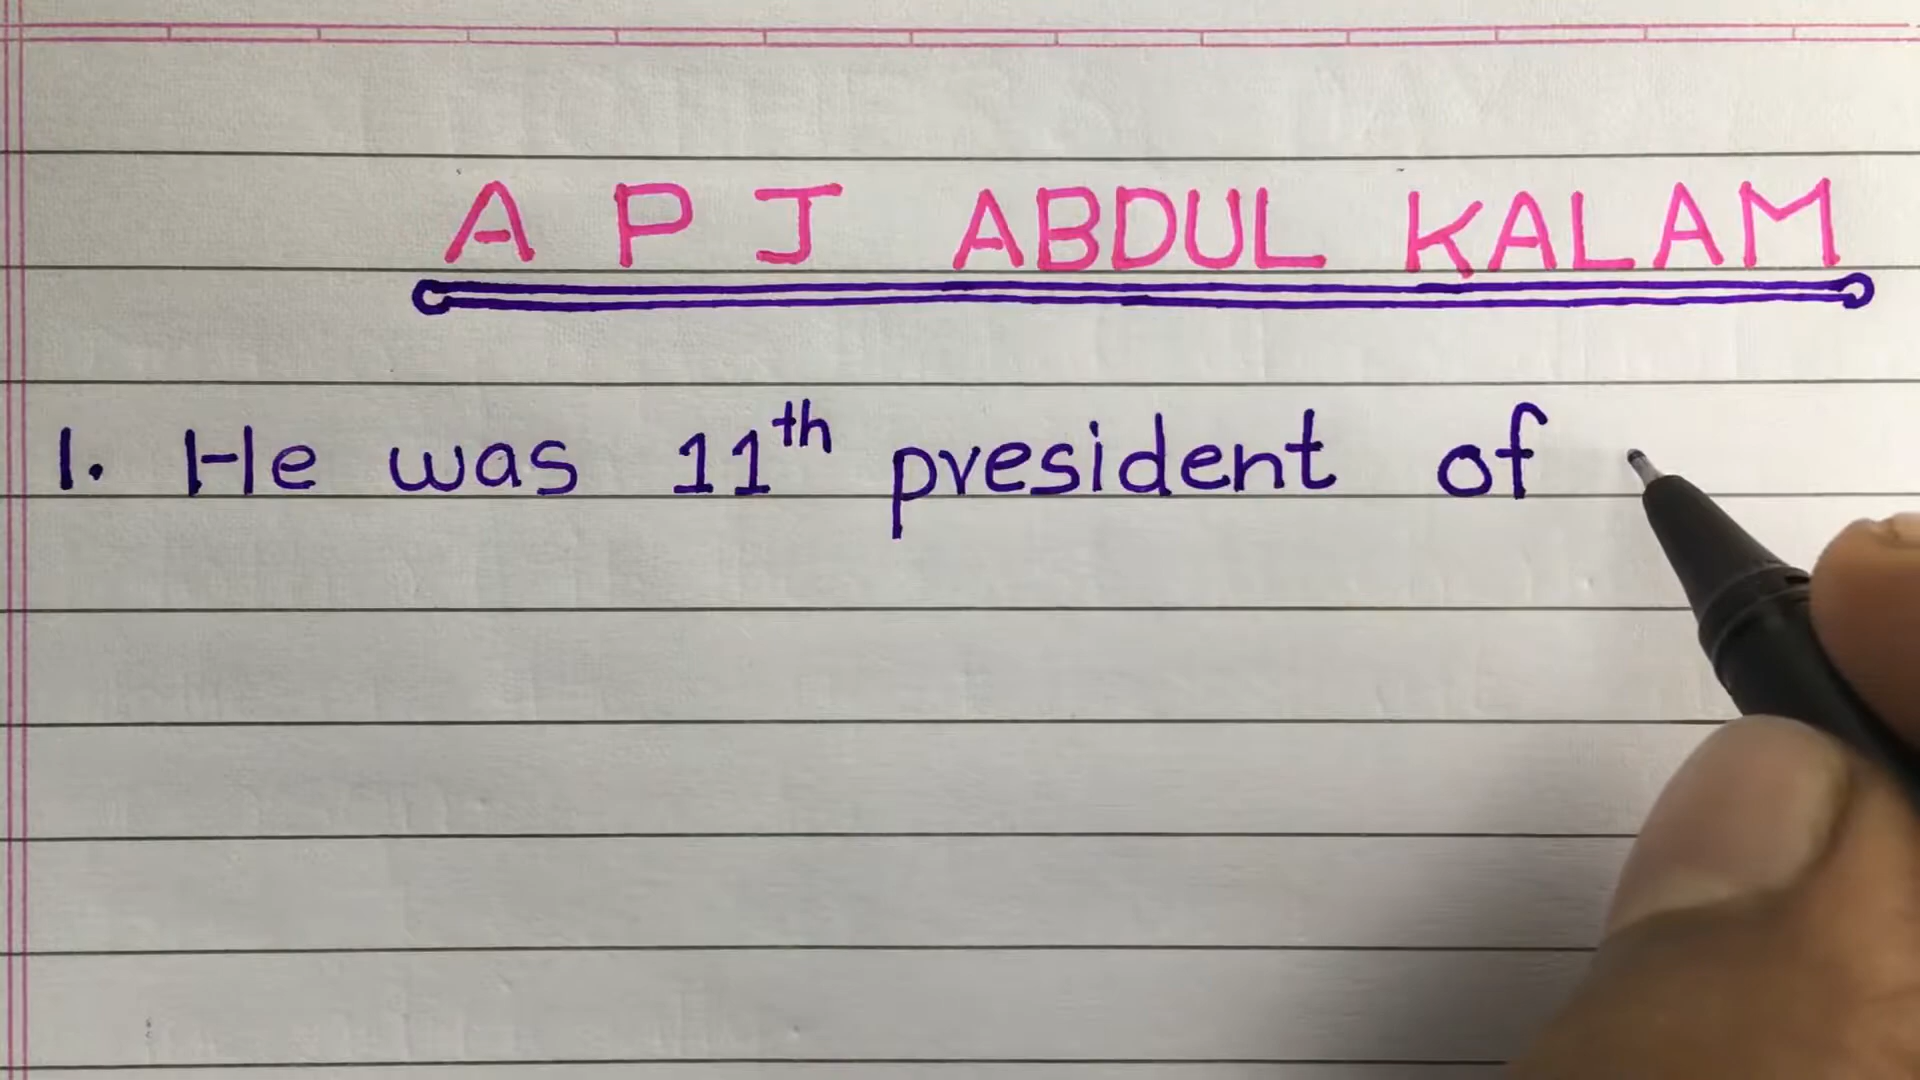 A P J ABDUL KALAM
1. He was 11th president of